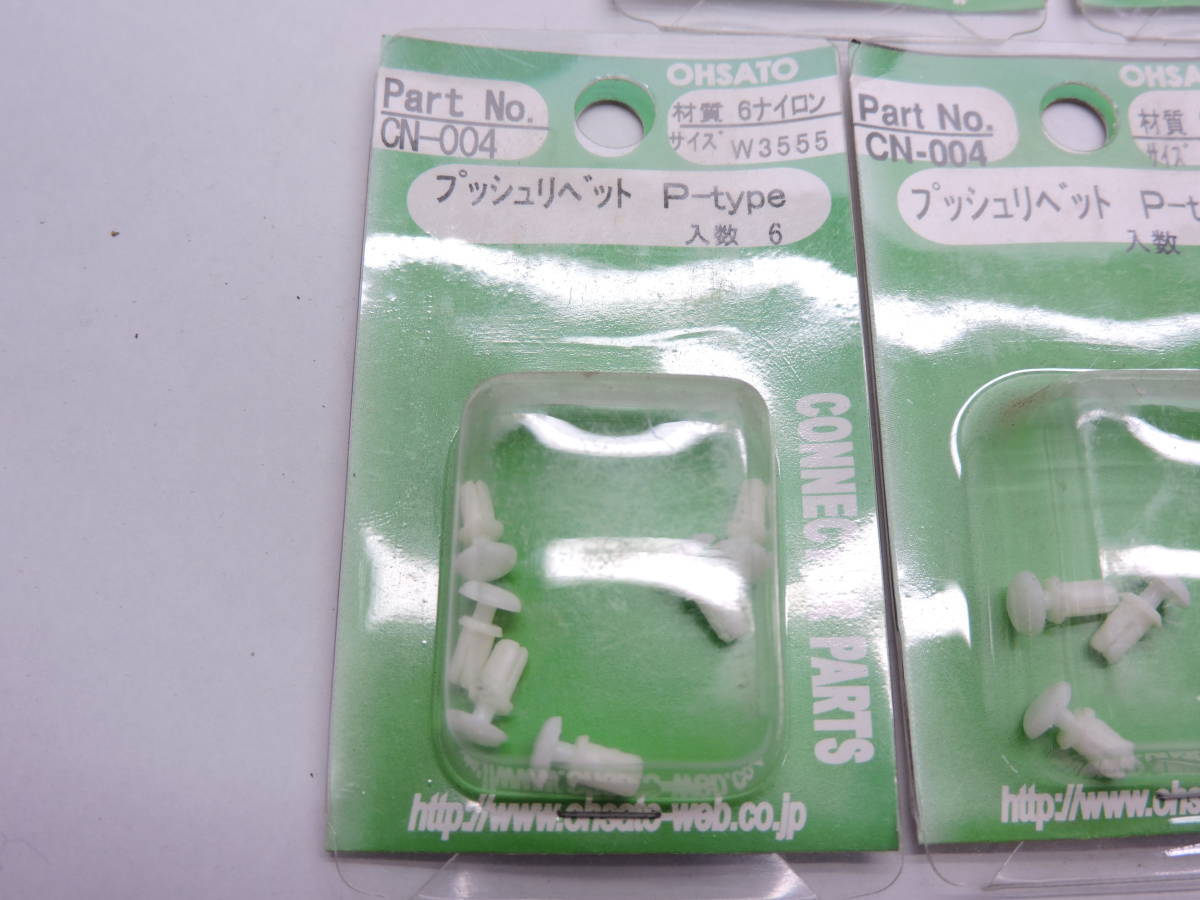 OHSATO
Part No.
CN-004
材質 6ナイロン
サイズ W3555
プッシュリベット P-type
入数 6
CONNEC PARTS
http://www.ohsato-web.co.jp
OHSATO
Part No.
CN-004
材質
サイズ
プッシュリベット P-t
入数
http://www.ohs